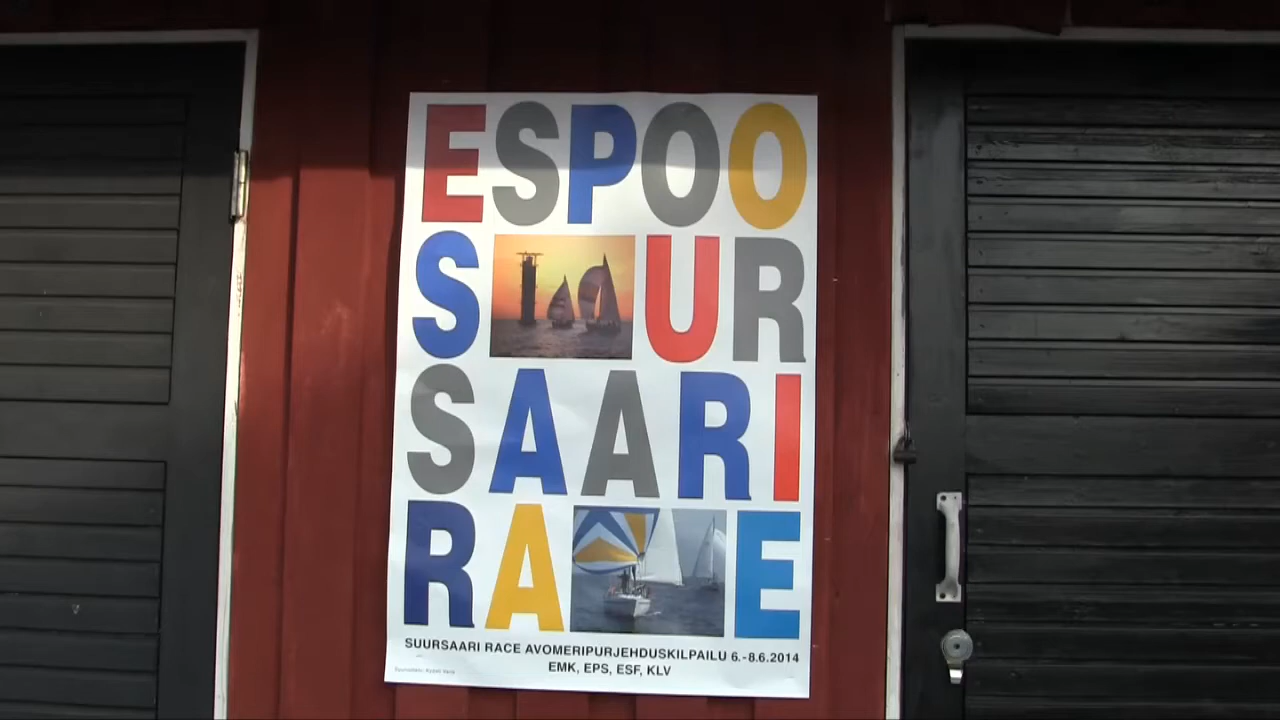 ESPOO
S UR
SAARI
RA E
SUURSAARI RACE AVOMERIPURJEHDUSKILPAILU 6.-8.6.2014
EMK, EPS, ESF, KLV